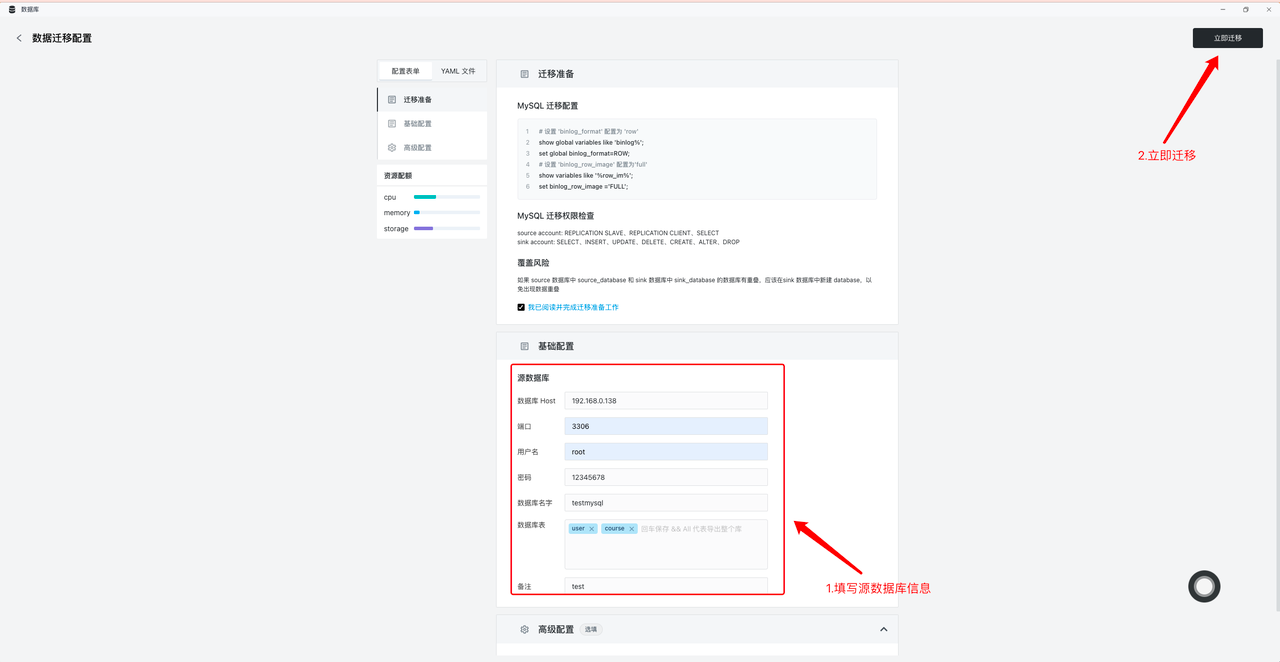 数据库
数据迁移配置
立即迁移
配置表单
YAML 文件
迁移准备
基础配置
高级配置
资源配额
cpu
memory
storage
迁移准备
MySQL 迁移配置
1 # 设置 'binlog_format' 配置为 'row'
2 show global variables like 'binlog%';
3 set global binlog_format=ROW;
4 # 设置 'binlog_row_image' 配置为'full'
5 show variables like '%row_im%';
6 set binlog_row_image ='FULL';
MySQL 迁移权限检查
source account: REPLICATION SLAVE、REPLICATION CLIENT、SELECT
sink account: SELECT、INSERT、UPDATE、DELETE、CREATE、ALTER、DROP
覆盖风险
如果 source 数据库中 source_database 和 sink 数据库中 sink_database 的数据库有重叠，应该在sink 数据库中新建 database，以
免出现数据重叠
我已阅读并完成迁移准备工作
2.立即迁移
基础配置
源数据库
数据库 Host 192.168.0.138
端口 3306
用户名 root
密码 12345678
数据库名字 testmysql
数据库表 user × course × 回车保存 && All 代表导出整个库
备注 test
1.填写源数据库信息
高级配置 选填